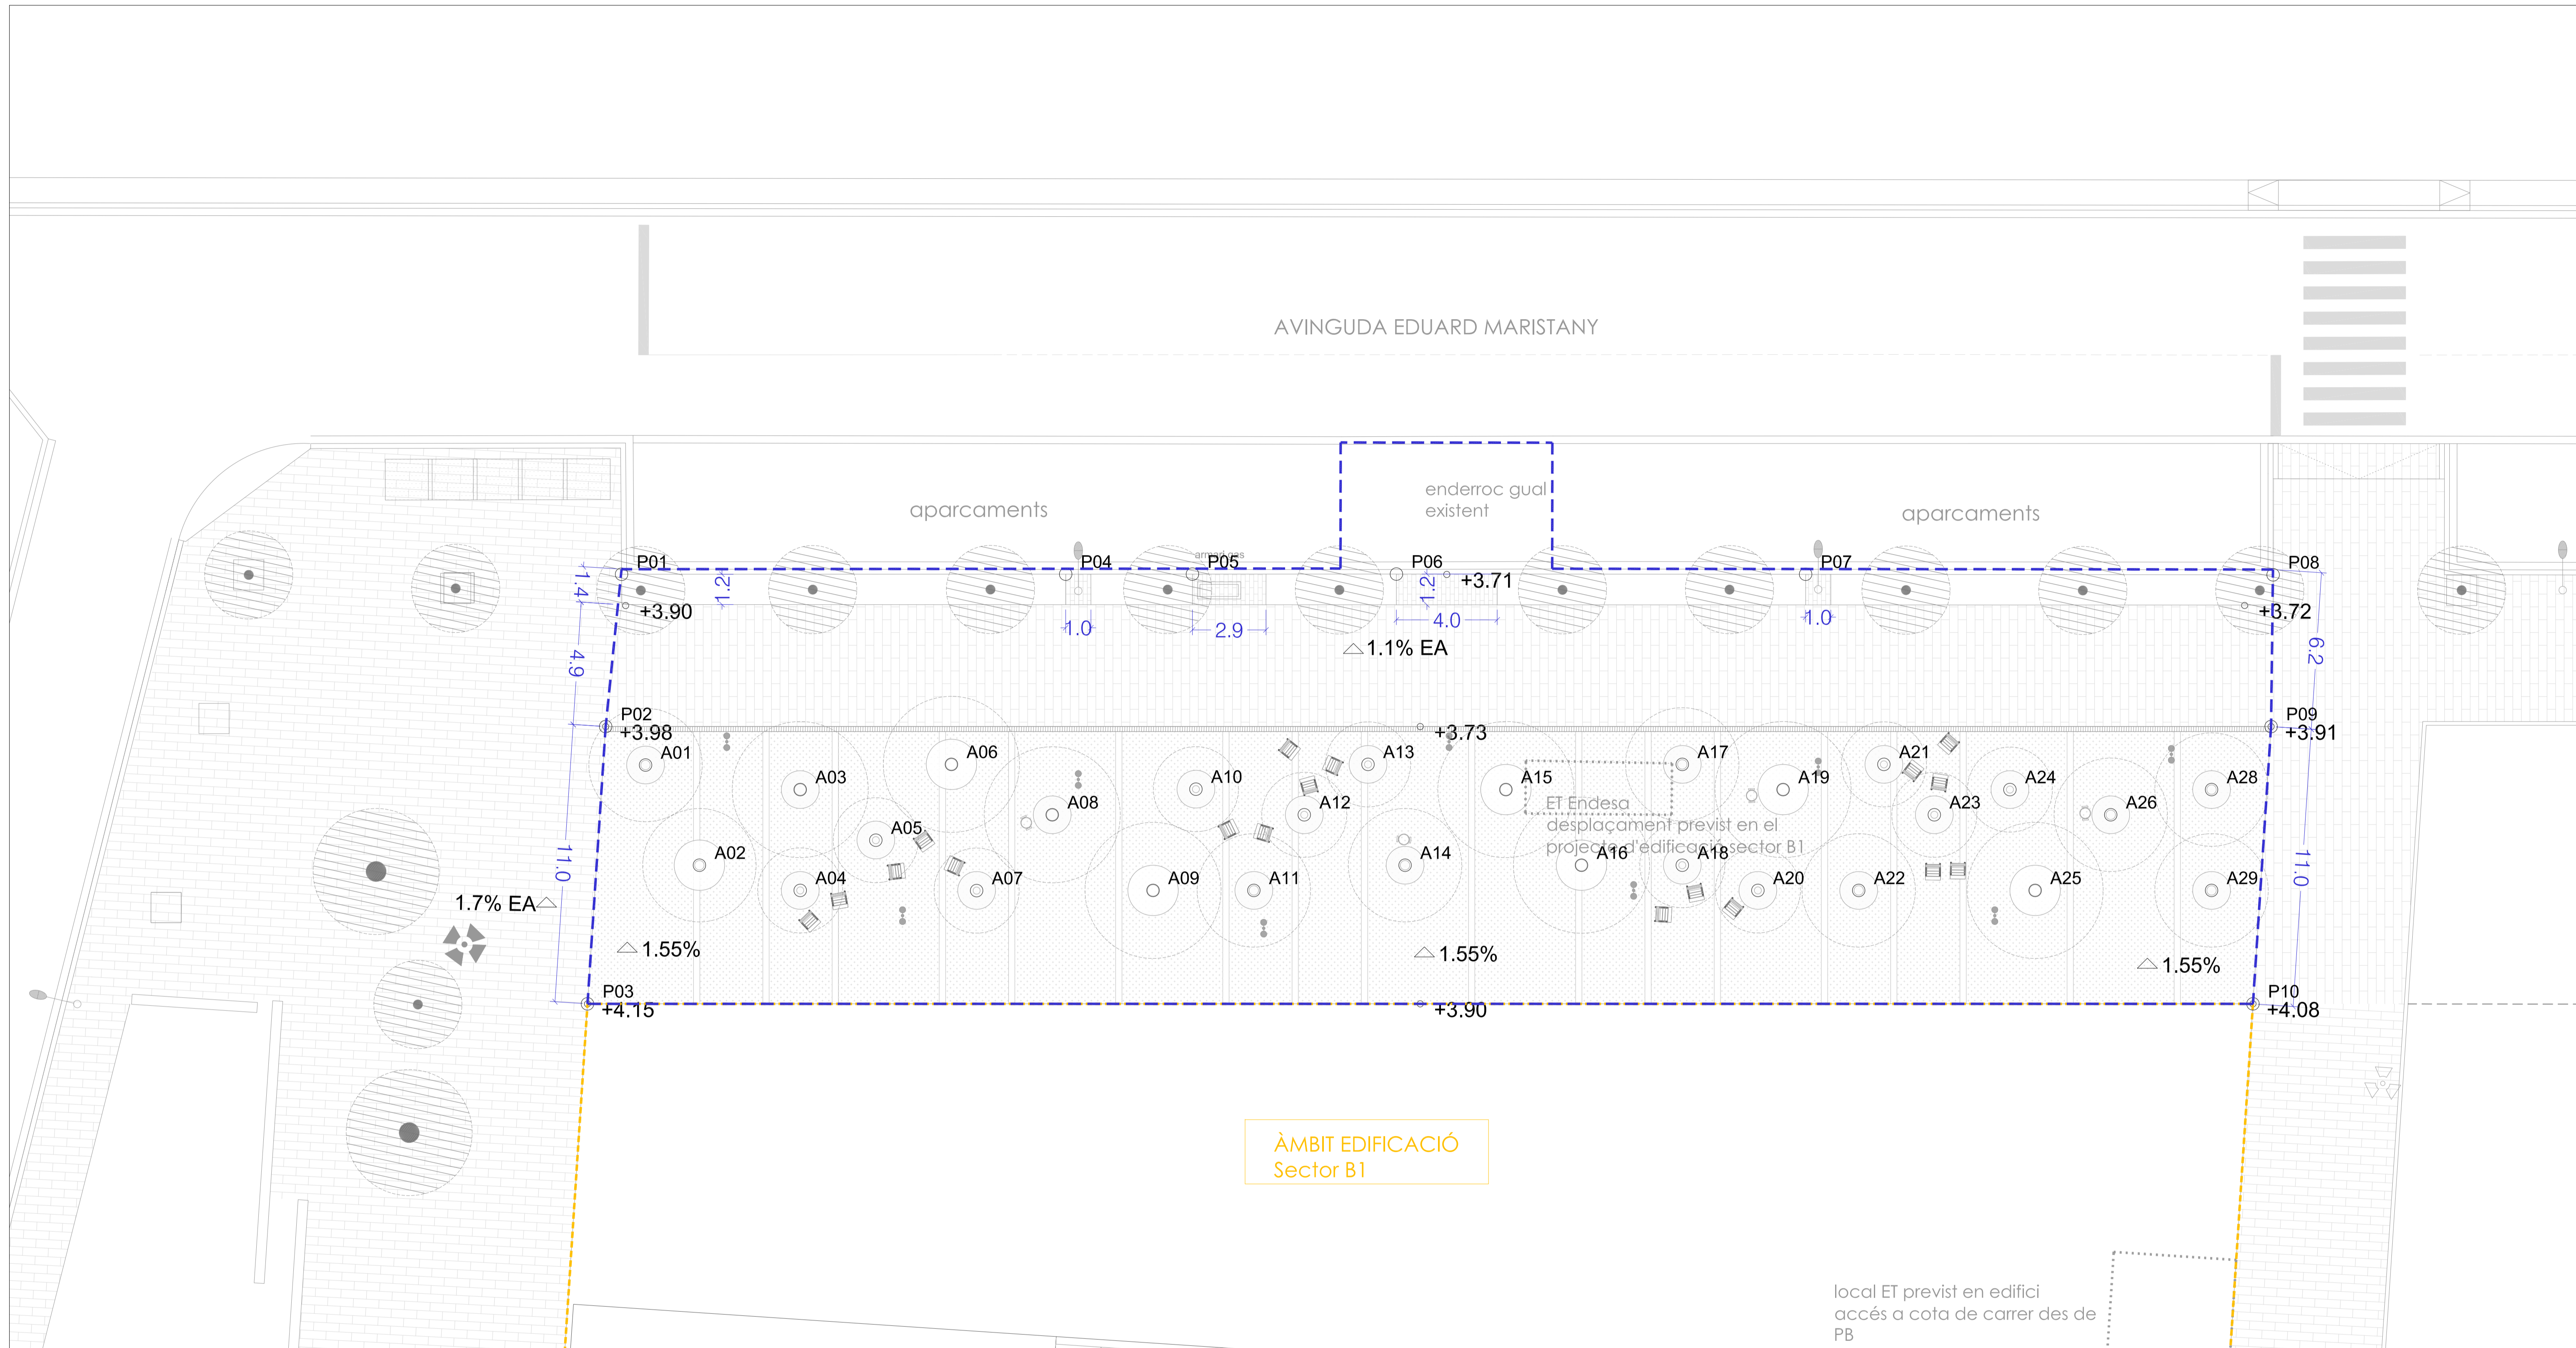 AVINGUDA EDUARD MARISTANY
enderroc gual
existent
aparcaments
aparcaments
armari gas
P01
P04
P05
P06
P07
P08
1.4
1.2
1.2
+3.71
+3.90
+3.72
1.0
2.9
4.0
1.0
1.1% EA
4.9
6.2
P02
+3.98
+3.73
P09
+3.91
A01
A03
A06
A08
A10
A12
A13
A15
A17
A19
A21
A23
A24
A26
A28
ET Endesa
desplaçament previst en el
projecte d'edificació sector B1
A02
A05
A04
A07
A09
A11
A14
A16
A18
A20
A22
A25
A29
11.0
11.0
1.7% EA
1.55%
1.55%
1.55%
P03
+4.15
+3.90
P10
+4.08
ÀMBIT EDIFICACIÓ
Sector B1
local ET previst en edifici
accés a cota de carrer des de
PB